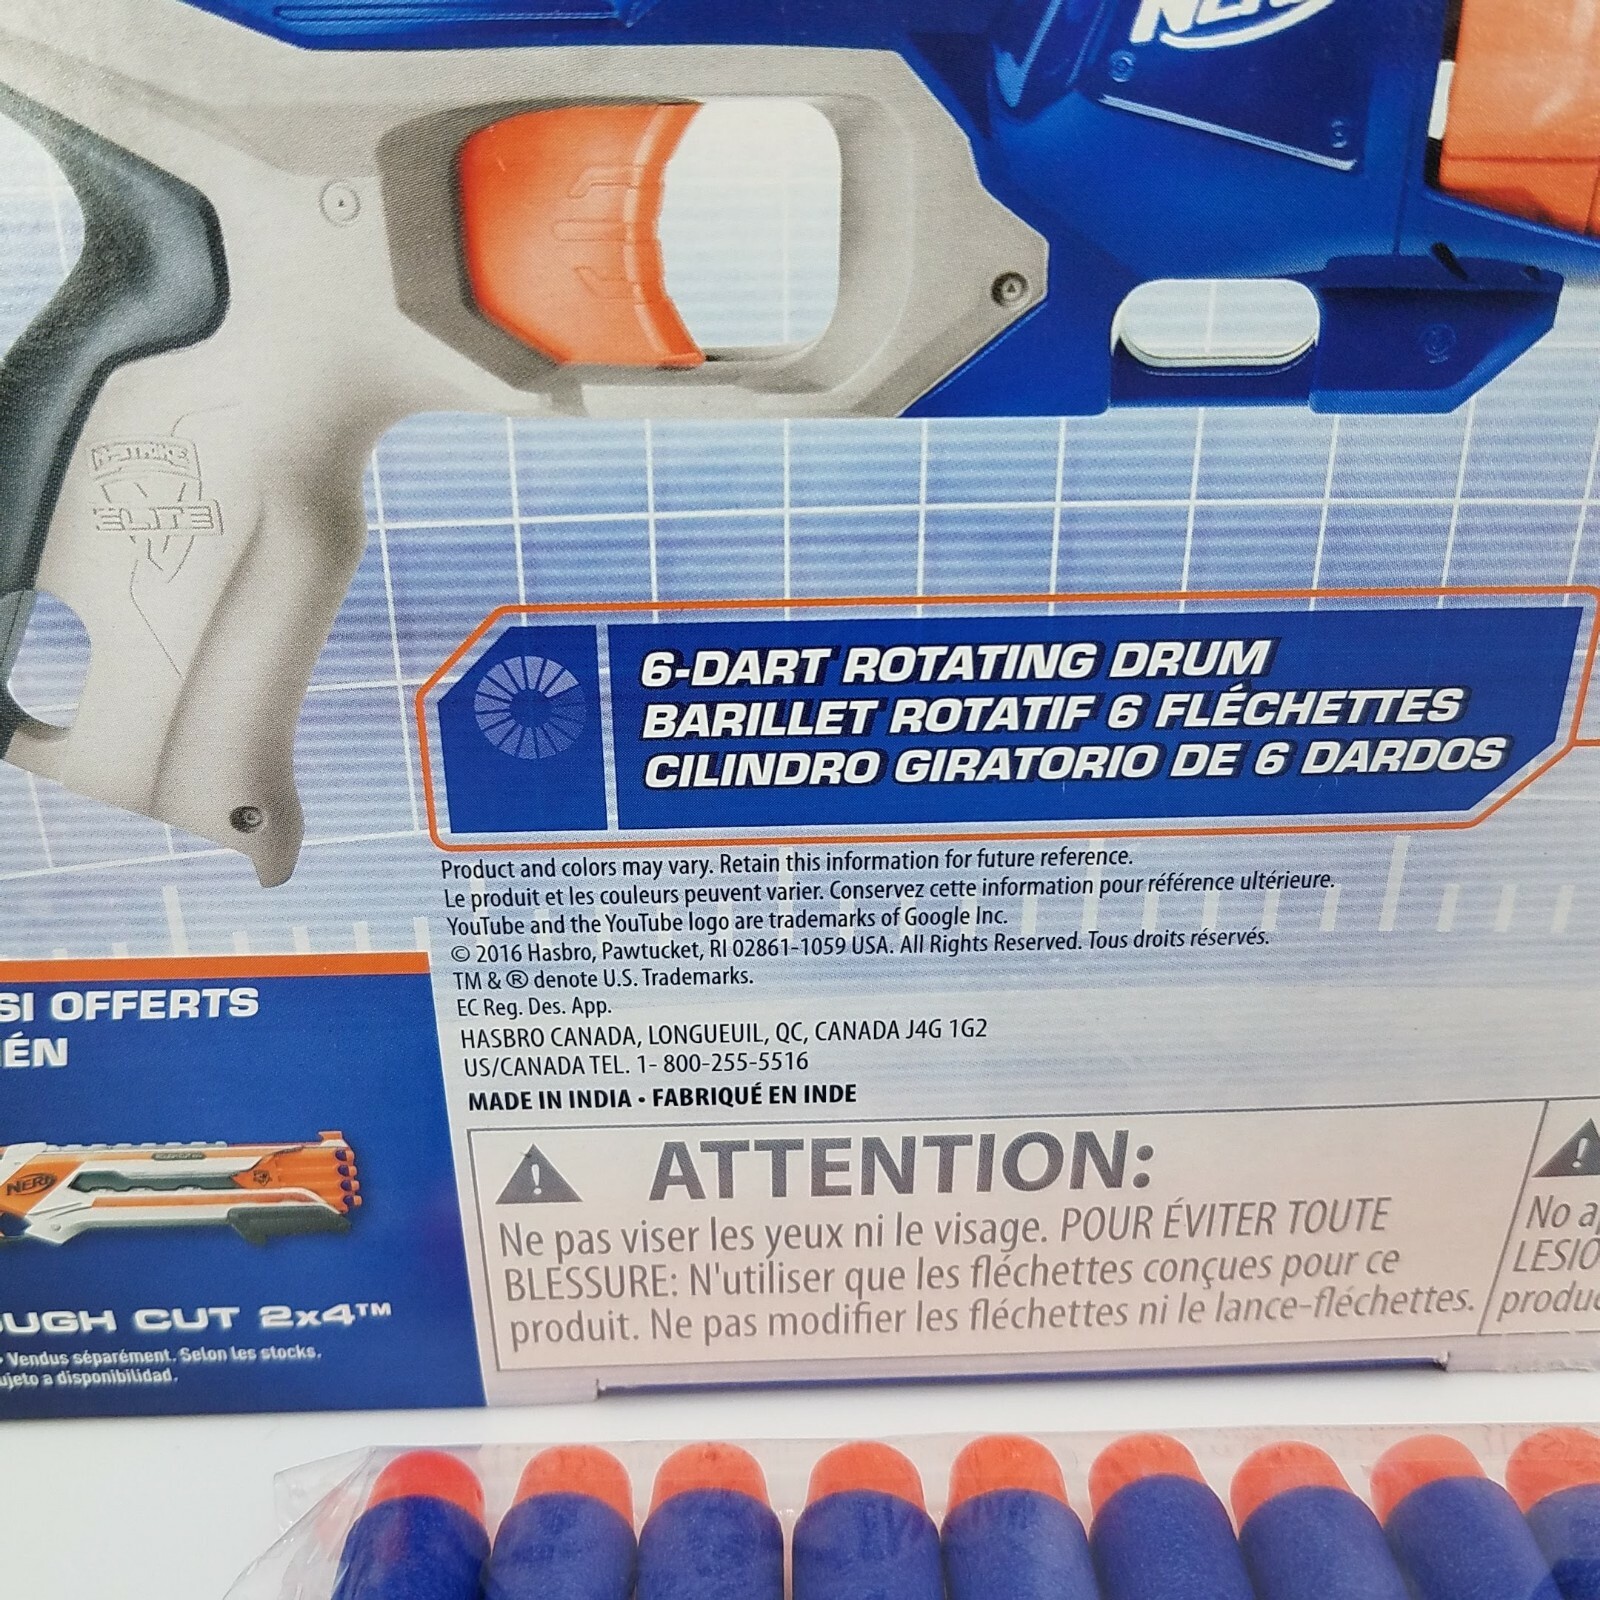 NERF
N-STRIKE
ELITE
6-DART ROTATING DRUM
BARILLET ROTATIF 6 FLÉCHETTES
CILINDRO GIRATORIO DE 6 DARDOS
Product and colors may vary. Retain this information for future reference.
Le produit et les couleurs peuvent varier. Conservez cette information pour référence ultérieure.
YouTube and the YouTube logo are trademarks of Google Inc.
© 2016 Hasbro, Pawtucket, RI 02861-1059 USA. All Rights Reserved. Tous droits réservés.
TM & ® denote U.S. Trademarks.
EC Reg. Des. App.
HASBRO CANADA, LONGUEUIL, QC, CANADA J4G 1G2
US/CANADA TEL. 1- 800-255-5516
MADE IN INDIA • FABRIQUÉ EN INDE
SI OFFERTS
ÉN
NERF
UGH CUT 2x4™
• Vendus séparément. Selon les stocks.
ujeto a disponibilidad.
ATTENTION:
Ne pas viser les yeux ni le visage. POUR ÉVITER TOUTE
BLESSURE: N'utiliser que les fléchettes conçues pour ce
produit. Ne pas modifier les fléchettes ni le lance-fléchettes.
No a
LESIO
produc